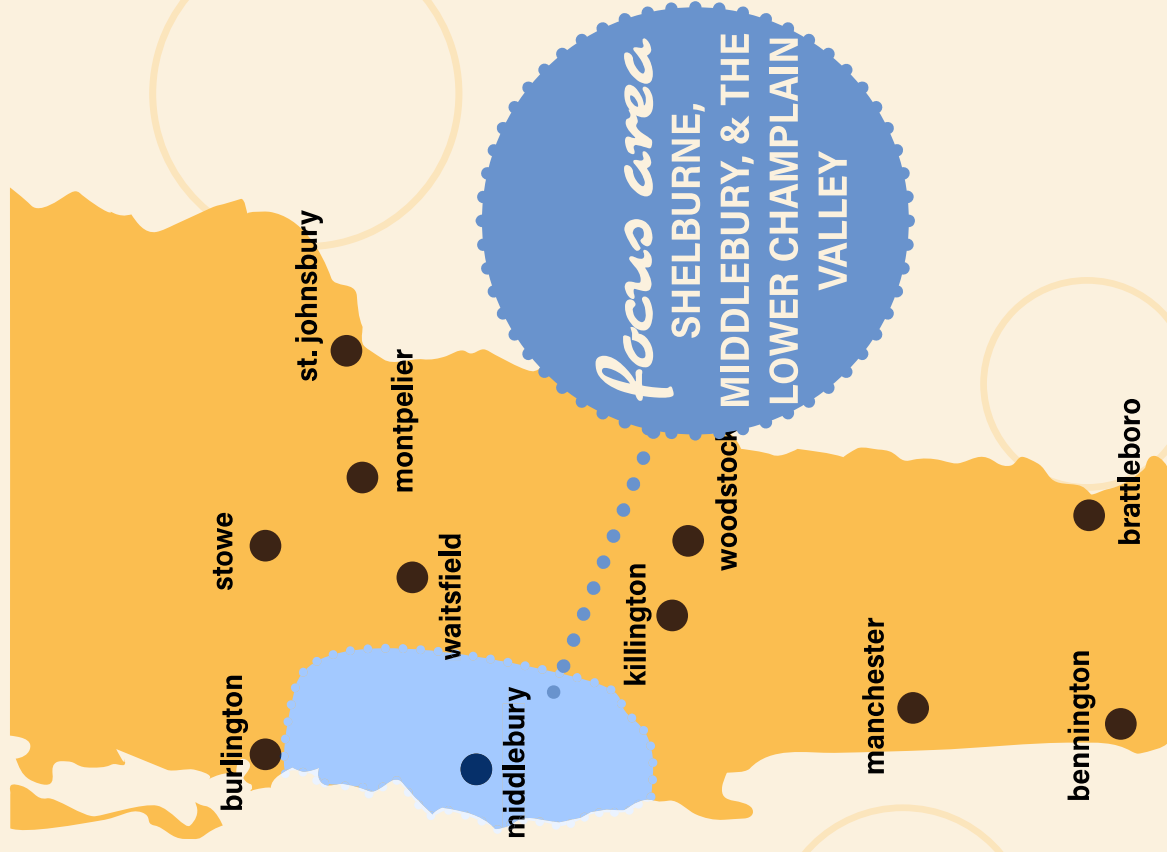 burlington
stowe
st. johnsbury
montpelier
waitsfield
middlebury
focus area
SHELBURNE,
MIDDLEBURY, & THE
LOWER CHAMPLAIN
VALLEY
killington
woodstock
manchester
bennington
brattleboro